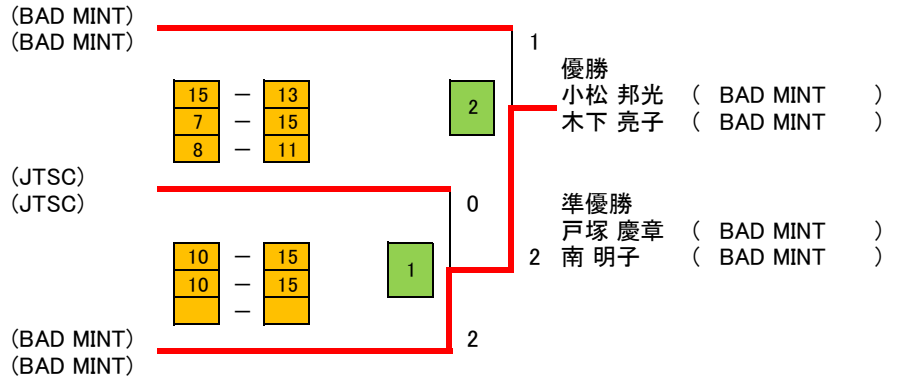 (BAD MINT)
(BAD MINT)
1
優勝
小松 邦光 ( BAD MINT )
木下 亮子 ( BAD MINT )
15 － 13
7 － 15
8 － 11
2
(JTSC)
(JTSC)
0
準優勝
戸塚 慶章 ( BAD MINT )
2 南 明子 ( BAD MINT )
10 － 15
10 － 15
－
1
(BAD MINT)
(BAD MINT)
2